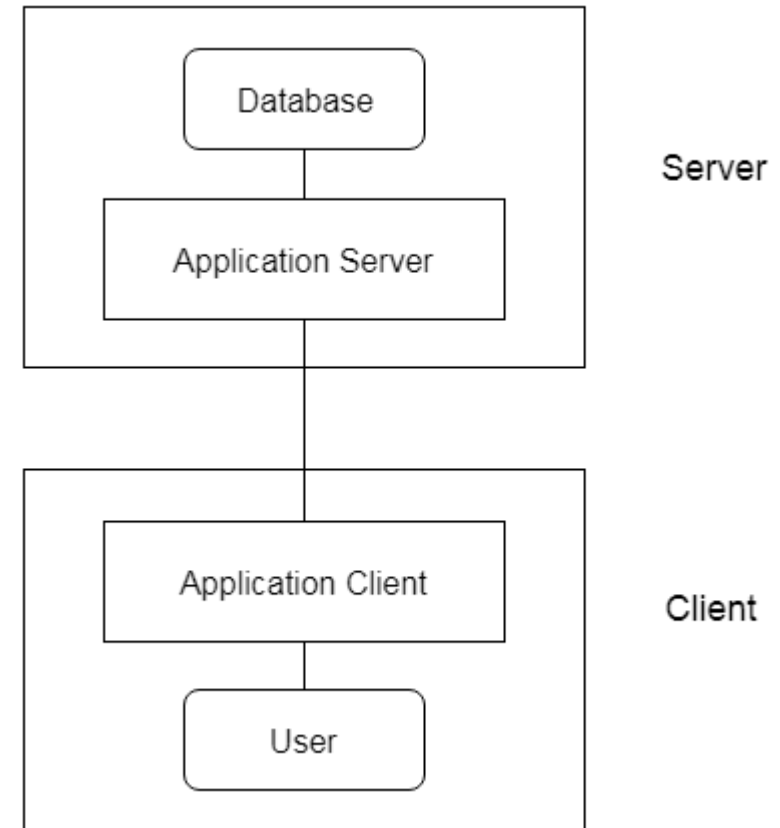 Database
Server
Application Server
Application Client
Client
User